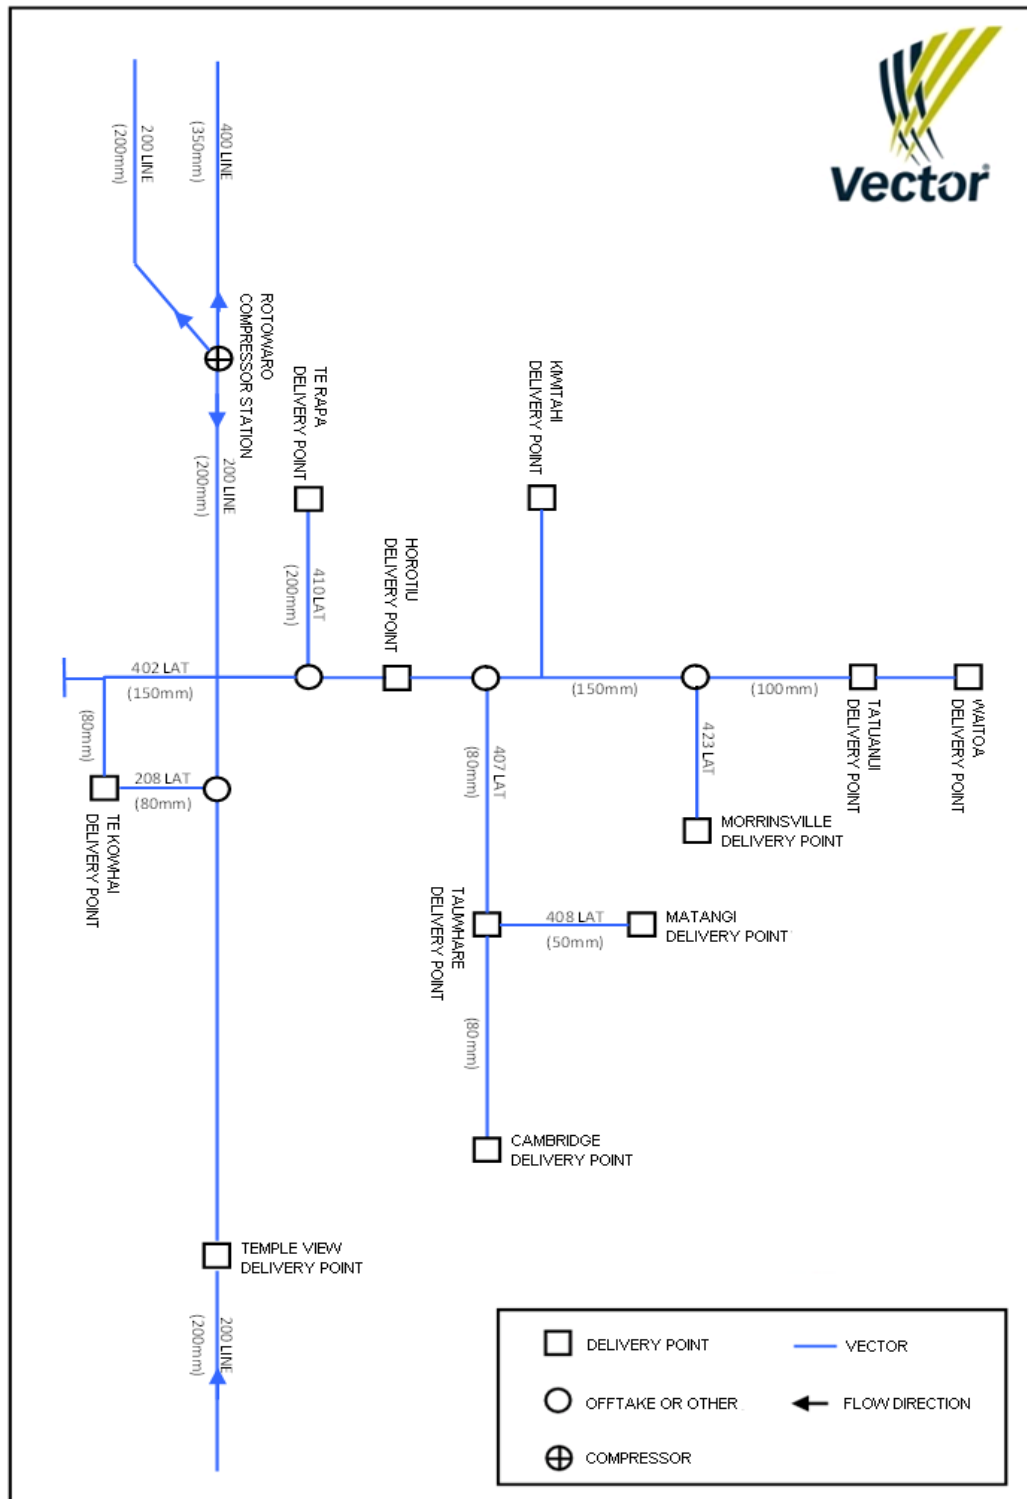 Vector
200 LINE
(200mm)
400 LINE
(350mm)
ROTOWARO
COMPRESSOR STATION
200 LINE
(200mm)
TE RAPA
DELIVERY POINT
410 LAT
(200mm)
HOROTIU
DELIVERY POINT
KIWITAHI
DELIVERY POINT
402 LAT
(150mm)
(80mm)
208 LAT
(80mm)
TE KOWHAI
DELIVERY POINT
(150mm)
(100mm)
407 LAT
(80mm)
423 LAT
TATUANUI
DELIVERY POINT
WAITOA
DELIVERY POINT
MORRINSVILLE
DELIVERY POINT
TAUWHARE
DELIVERY POINT
408 LAT
(50mm)
MATANGI
DELIVERY POINT
(80mm)
CAMBRIDGE
DELIVERY POINT
TEMPLE VIEW
DELIVERY POINT
200 LINE
(200mm)
DELIVERY POINT
VECTOR
OFFTAKE OR OTHER
FLOW DIRECTION
COMPRESSOR